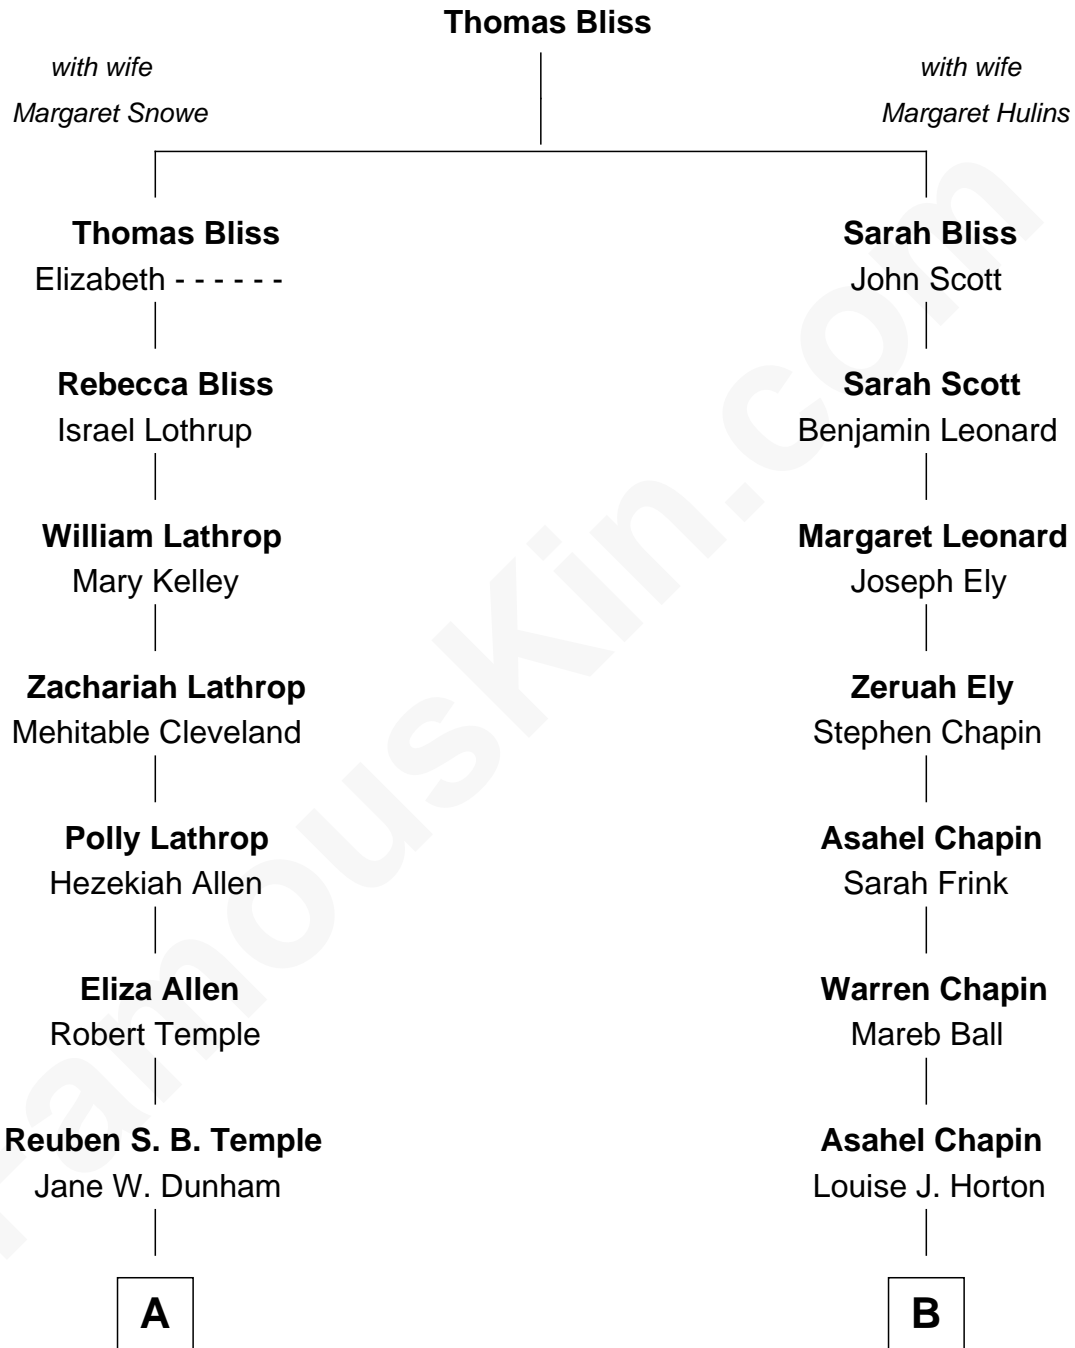 Thomas Bliss
with wife
Margaret Snowe
with wife
Margaret Hulins
Thomas Bliss
Elizabeth - - - - - -
Sarah Bliss
John Scott
Rebecca Bliss
Israel Lothrup
Sarah Scott
Benjamin Leonard
William Lathrop
Mary Kelley
Margaret Leonard
Joseph Ely
Zachariah Lathrop
Mehitable Cleveland
Zeruah Ely
Stephen Chapin
Polly Lathrop
Hezekiah Allen
Asahel Chapin
Sarah Frink
Eliza Allen
Robert Temple
Warren Chapin
Mareb Ball
Reuben S. B. Temple
Jane W. Dunham
Asahel Chapin
Louise J. Horton
A
B
FamousKin.com